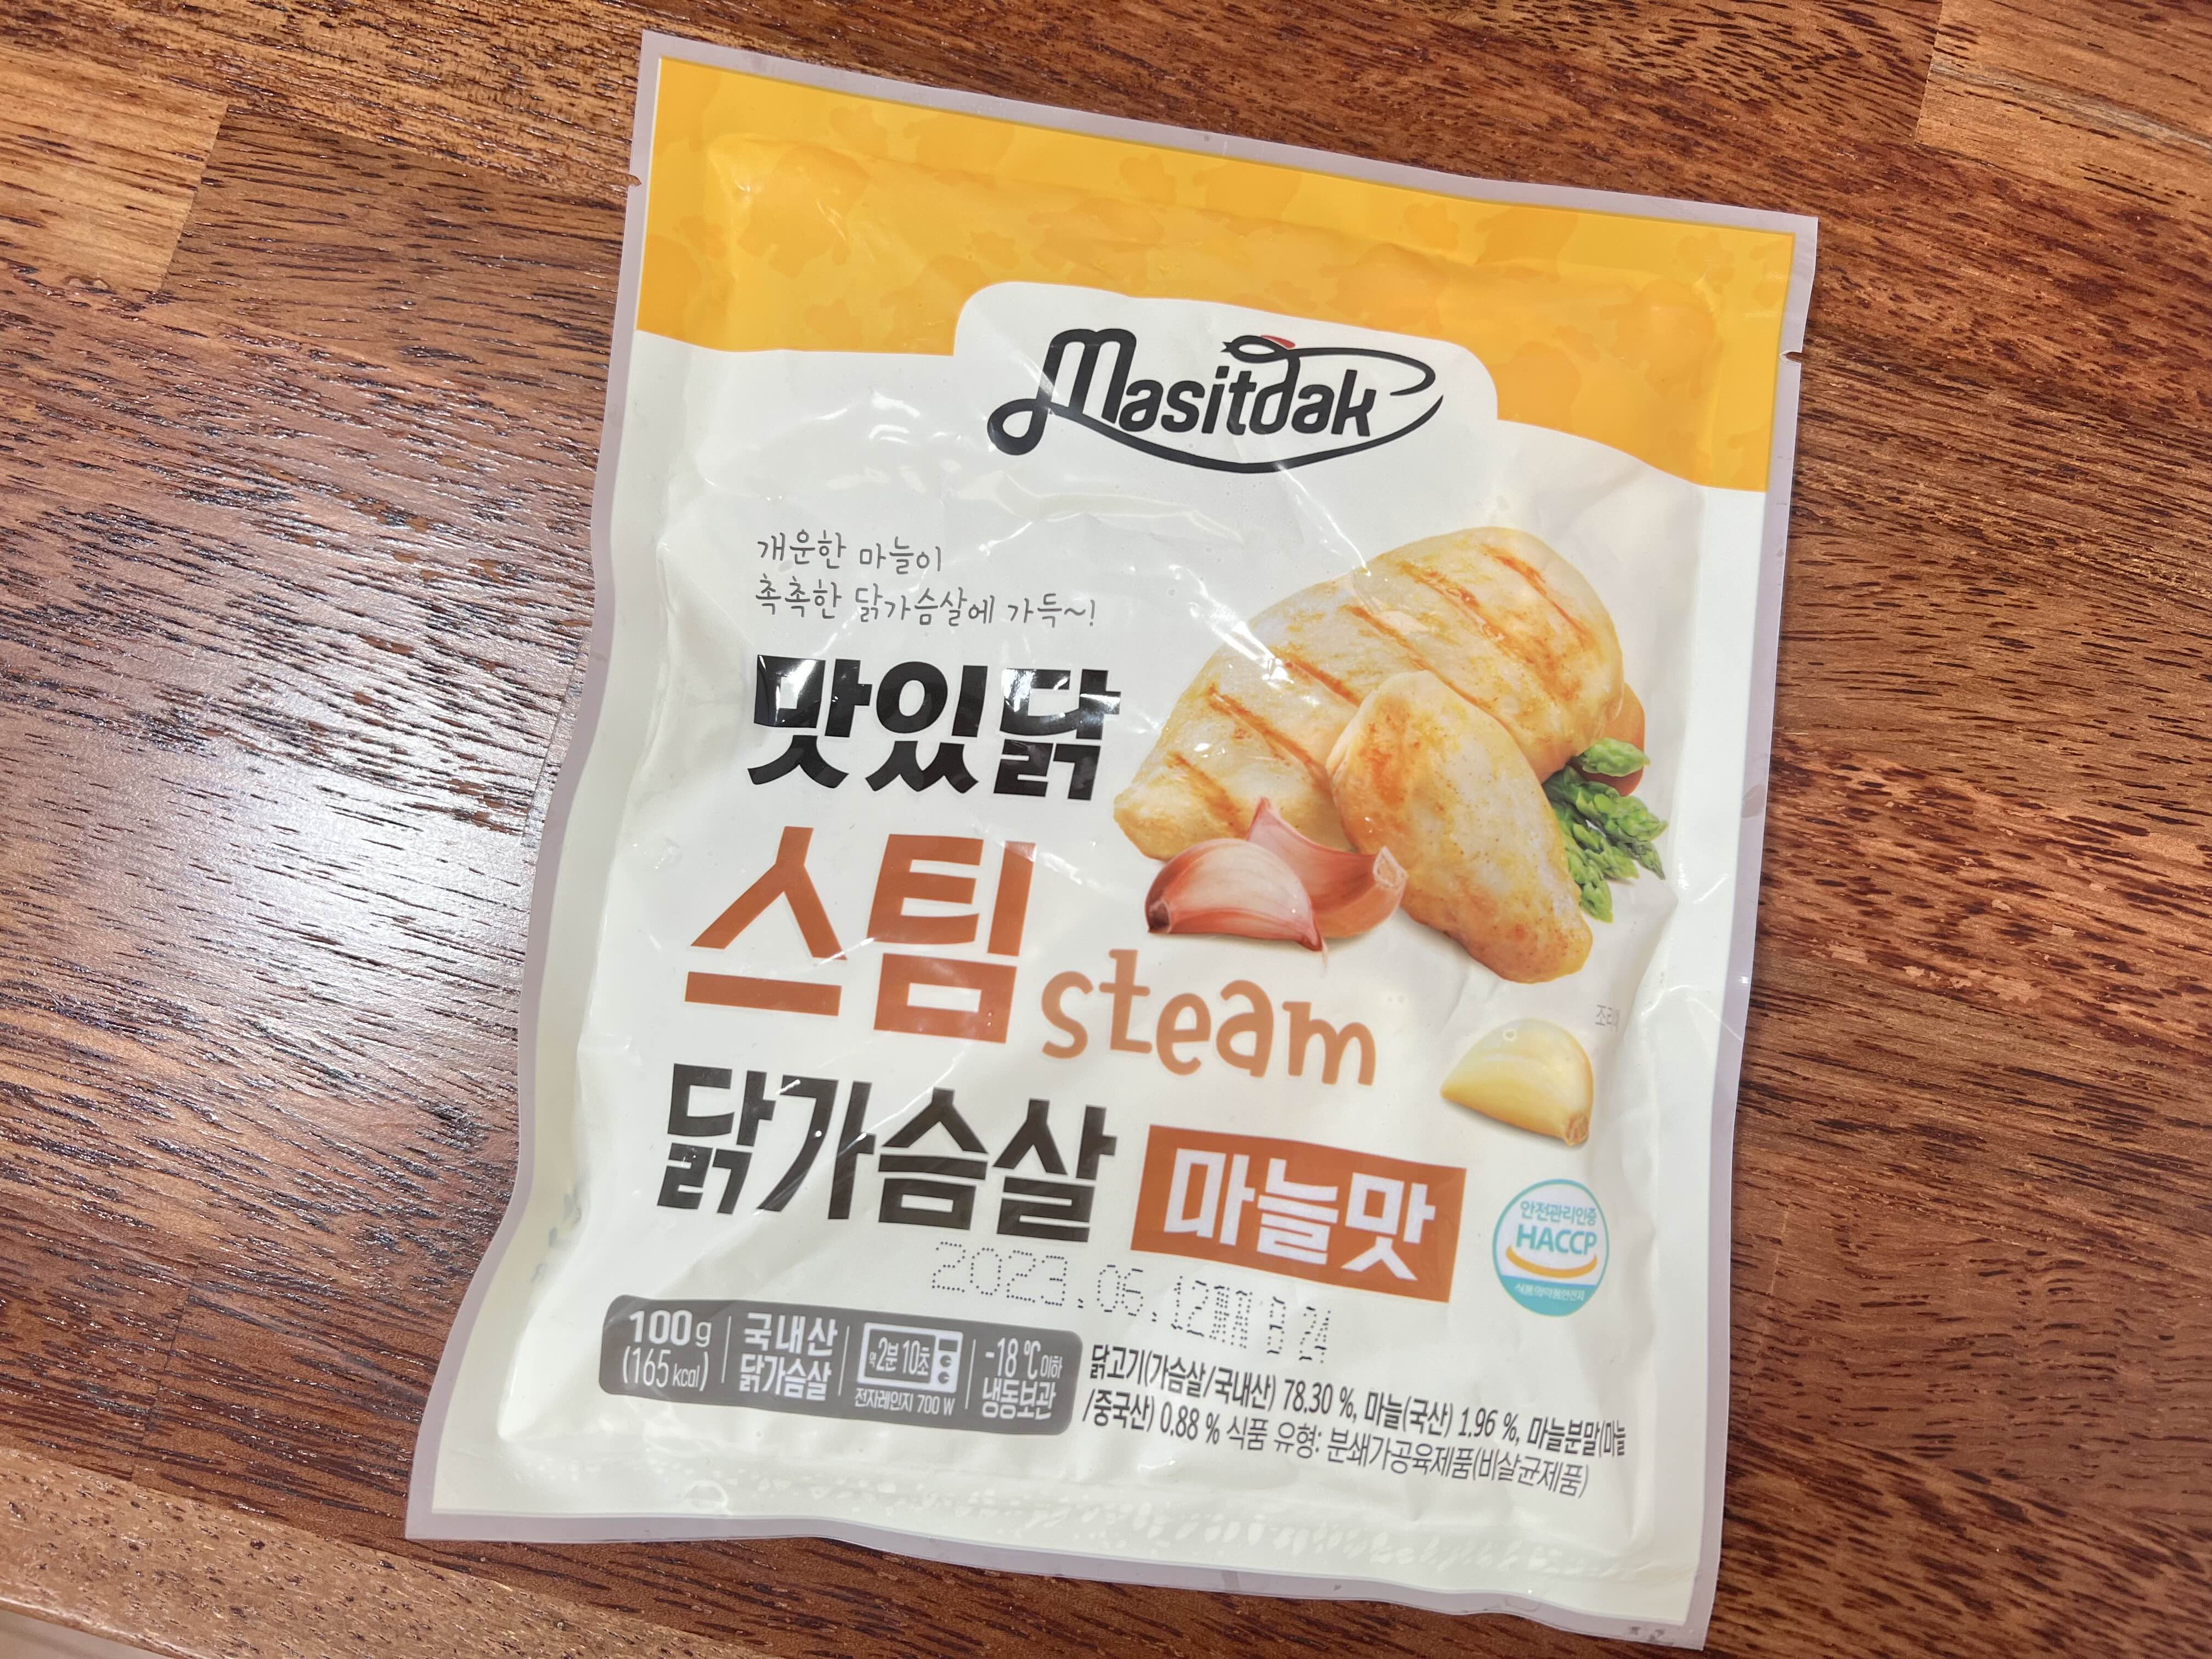 Masitdak
개운한 마늘이
촉촉한 닭가슴살에 가득~!
맛있닭
스팀 steam
닭가슴살 마늘맛
안전관리인증
HACCP
2023.05.12
100g
(165 kcal)
국내산
닭가슴살
약 2분 10초
전자레인지 700 W
-18 ℃ 이하
냉동보관
닭고기(가슴살/국내산) 78.30 %, 마늘(국산) 1.96 %, 마늘분말(마늘
/중국산) 0.88 % 식품 유형: 분쇄가공육제품(비살균제품)